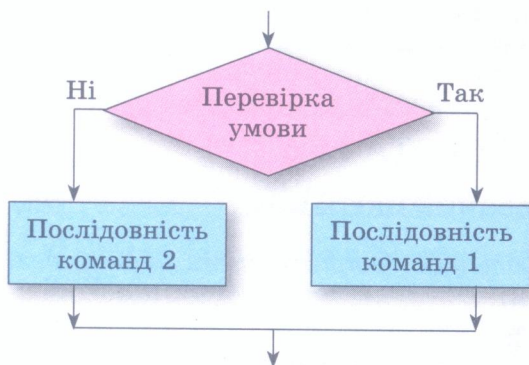 Перевірка
умови
Ні
Так
Послідовність
команд 2
Послідовність
команд 1